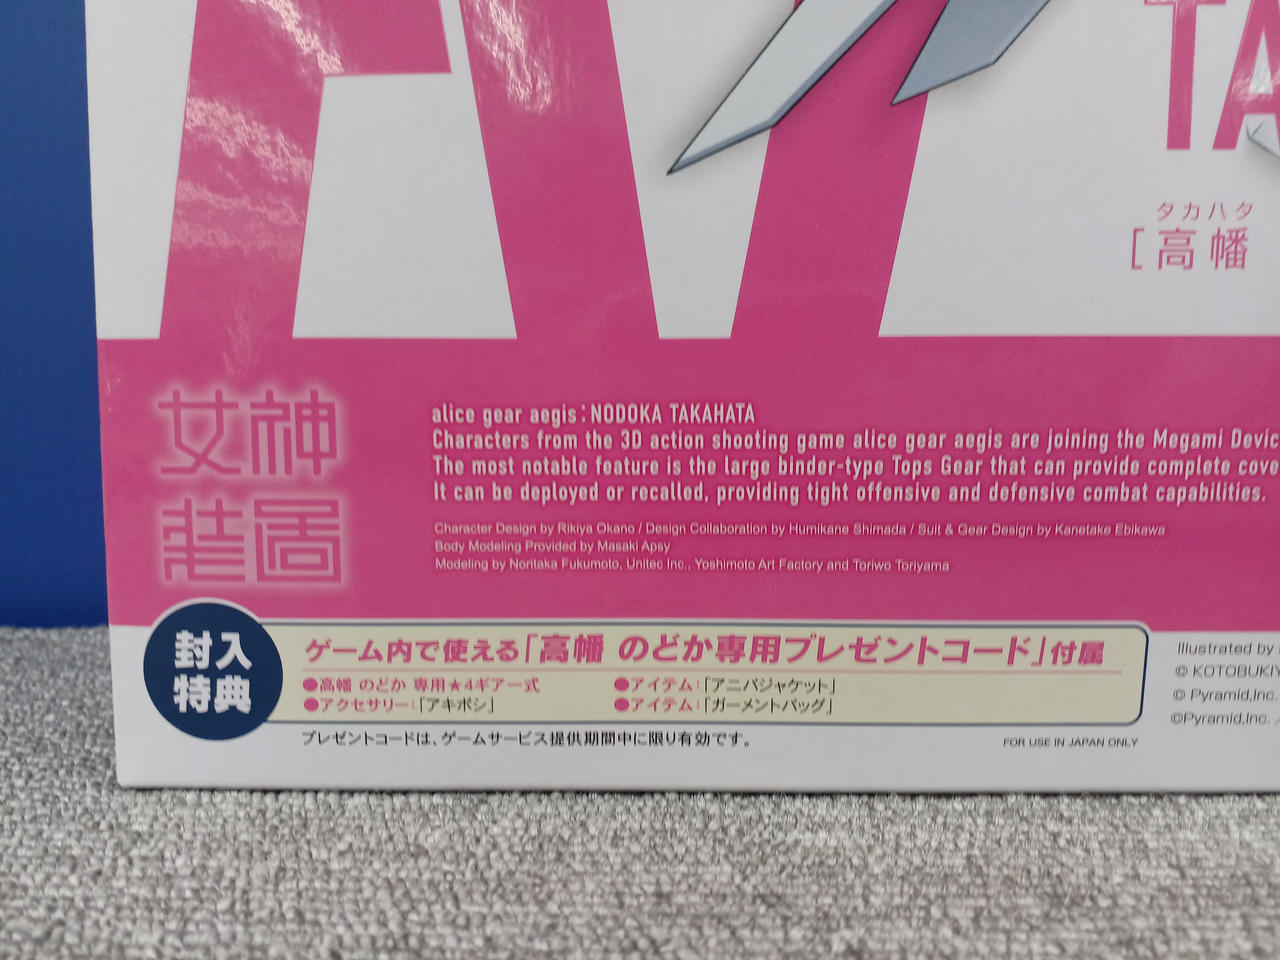 TA
タカハタ
[高幡
女神
装置
alice gear aegis:NODOKA TAKAHATA
Characters from the 3D action shooting game alice gear aegis are joining the Megami Devic
The most notable feature is the large binder-type Tops Gear that can provide complete cove
It can be deployed or recalled, providing tight offensive and defensive combat capabilities.
Character Design by Rikiya Okano / Design Collaboration by Humikane Shimada / Suit & Gear Design by Kanetake Ebikawa
Body Modeling Provided by Masaki Apsy
Modeling by Noritaka Fukumoto, Unitec Inc., Yoshimoto Art Factory and Toriwo Toriyama
封入
特典
ゲーム内で使える「高幡 のどか専用プレゼントコード」付属
●高幡 のどか 専用★4ギア一式
●アイテム:「アニバジャケット」
●アクセサリー:「アキボシ」
●アイテム:「ガーメントバッグ」
プレゼントコードは、ゲームサービス提供期間中に限り有効です。
FOR USE IN JAPAN ONLY
Illustrated by
© KOTOBUKIY
© Pyramid,Inc.
©Pyramid,Inc.